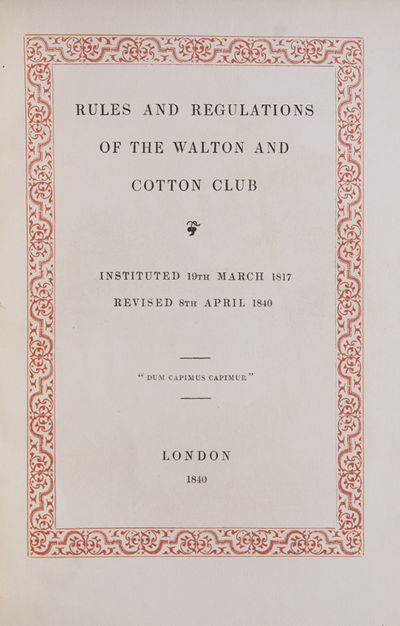 RULES AND REGULATIONS
OF THE WALTON AND
COTTON CLUB
INSTITUTED 19TH MARCH 1817
REVISED 8TH APRIL 1840
“ DUM CAPIMUS CAPIMUR ”
LONDON
1840